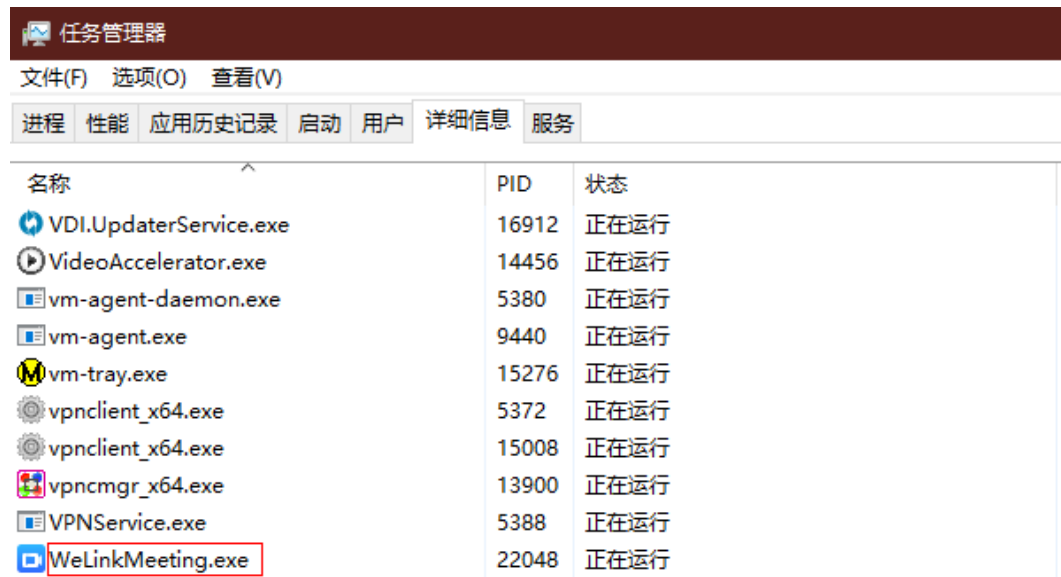 任务管理器
文件(F) 选项(O) 查看(V)
进程 性能 应用历史记录 启动 用户 详细信息 服务
名称 PID 状态
VDI.UpdaterService.exe 16912 正在运行
VideoAccelerator.exe 14456 正在运行
vm-agent-daemon.exe 5380 正在运行
vm-agent.exe 9440 正在运行
vm-tray.exe 15276 正在运行
vpnclient_x64.exe 5372 正在运行
vpnclient_x64.exe 15008 正在运行
vpncmgr_x64.exe 13900 正在运行
VPNService.exe 5388 正在运行
WeLinkMeeting.exe 22048 正在运行